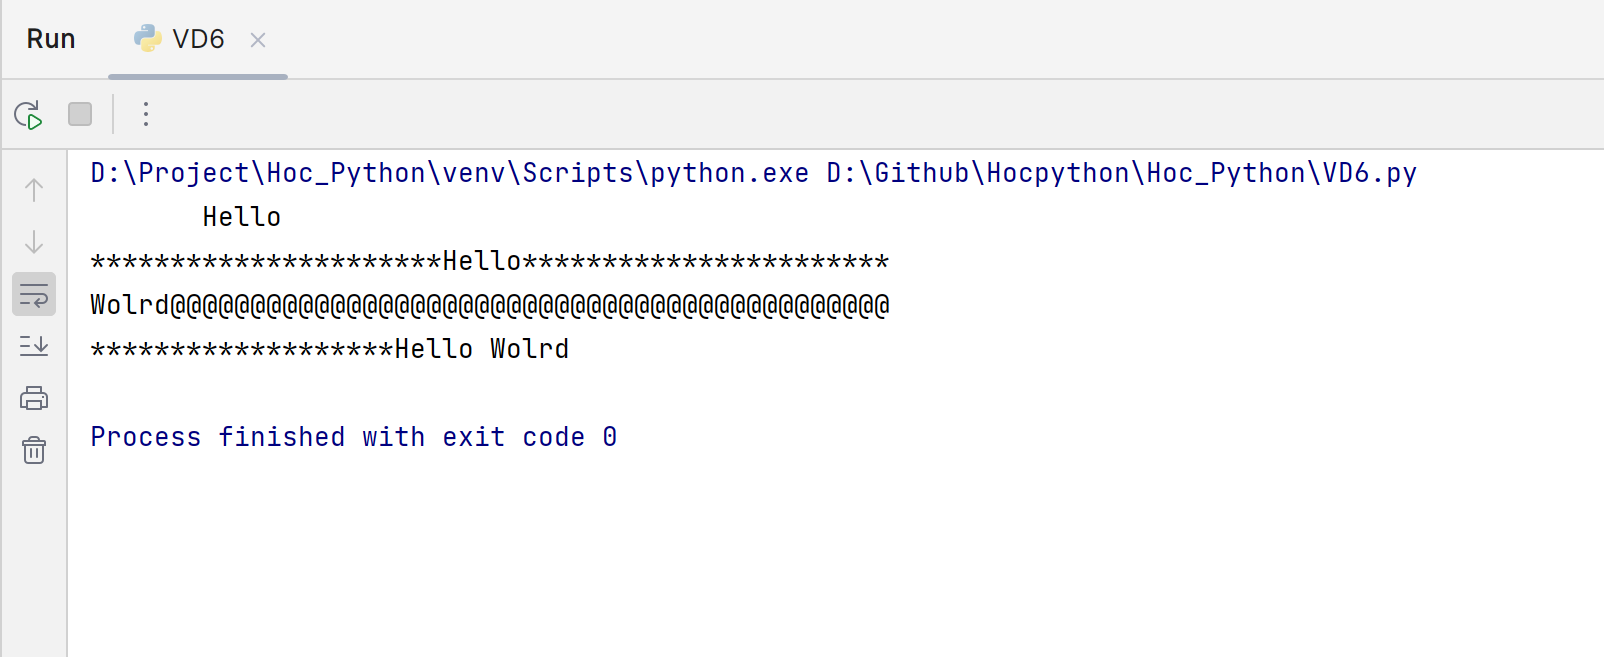 Run VD6
D:\Project\Hoc_Python\venv\Scripts\python.exe D:\Github\Hocpython\Hoc_Python\VD6.py
       Hello
**********************Hello***********************
Wolrd@@@@@@@@@@@@@@@@@@@@@@@@@@@@@@@@@@@@@@@@@@@@@
*******************Hello Wolrd
Process finished with exit code 0